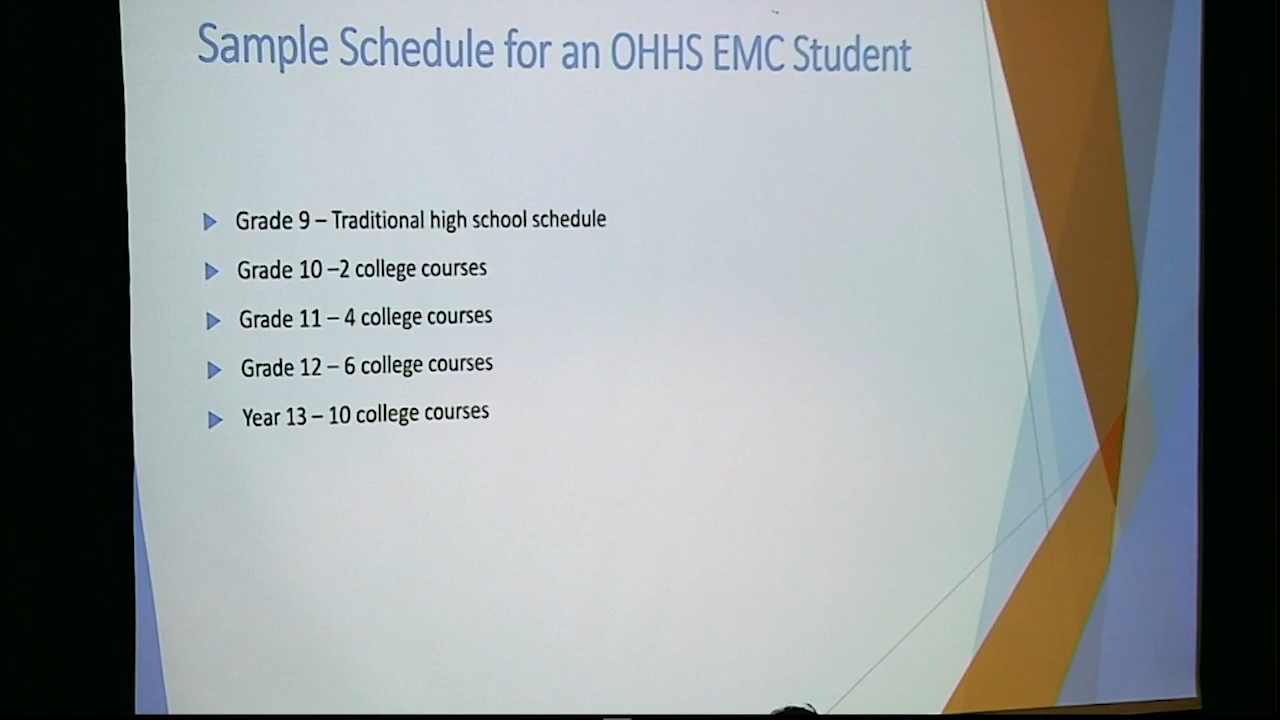 Sample Schedule for an OHHS EMC Student
Grade 9 – Traditional high school schedule
Grade 10 –2 college courses
Grade 11 – 4 college courses
Grade 12 – 6 college courses
Year 13 – 10 college courses